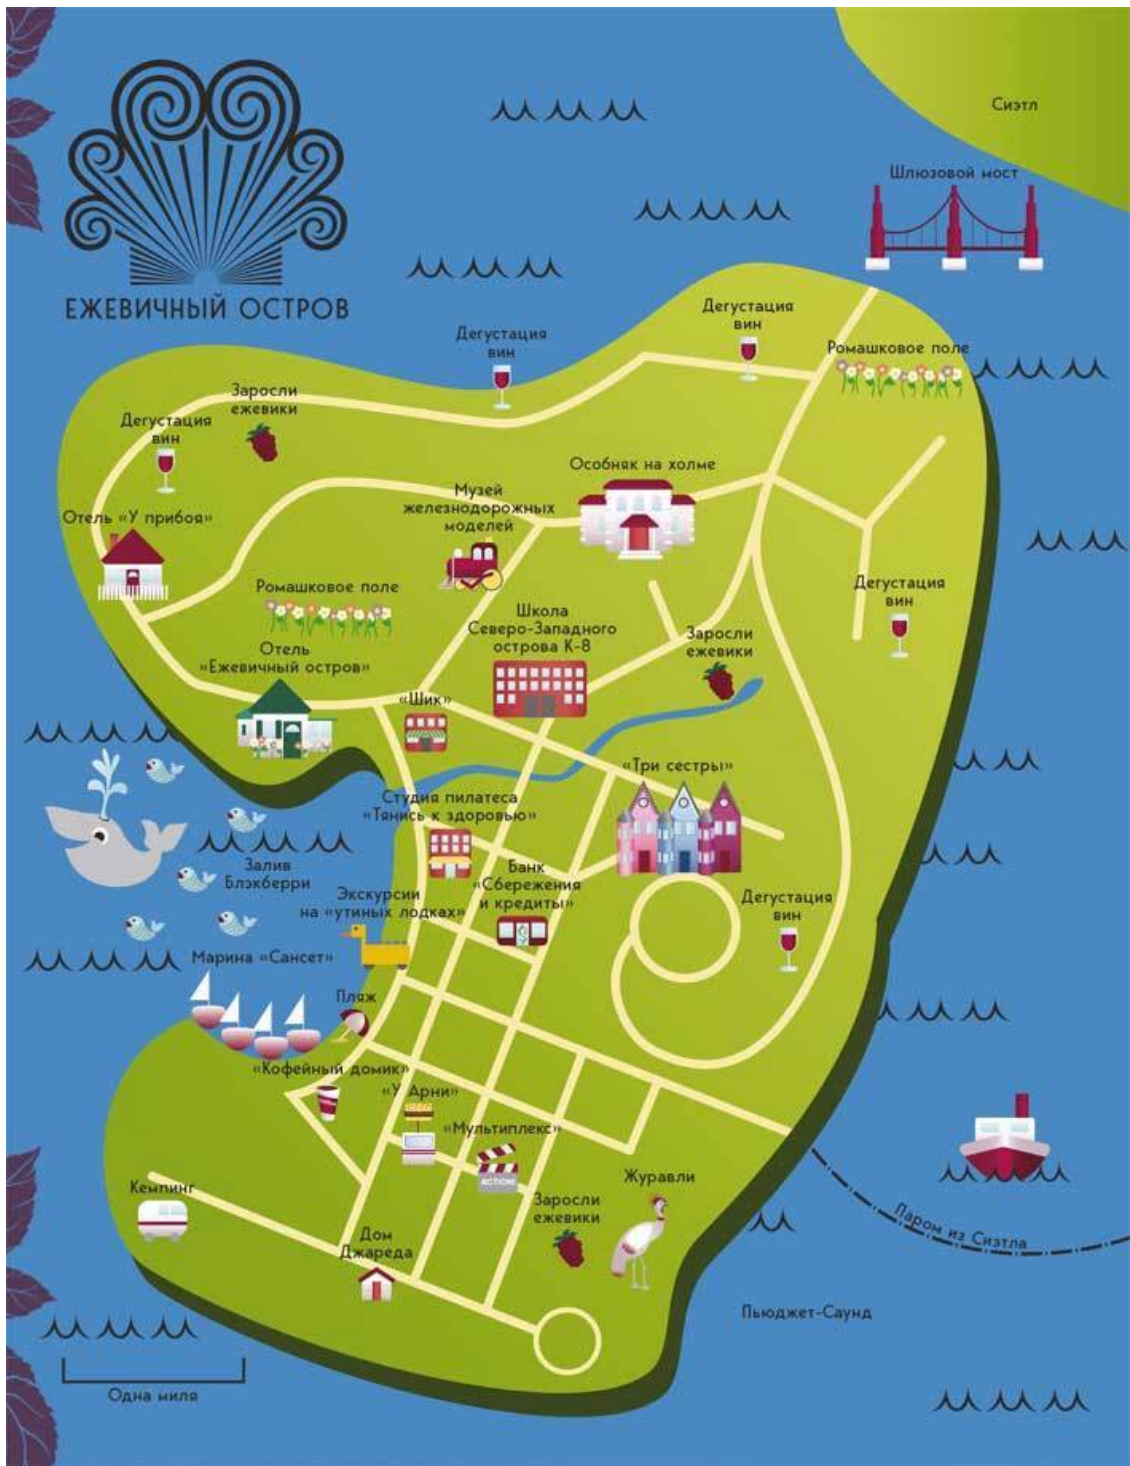 Сиэтл
Шлюзовой мост
ЕЖЕВИЧНЫЙ ОСТРОВ
Дегустация
вин
Дегустация
вин
Ромашковое поле
Заросли
ежевики
Дегустация
вин
Особняк на холме
Музей
железнодорожных
моделей
Отель «У прибоя»
Ромашковое поле
Дегустация
вин
Школа
Северо-Западного
острова К-8
Заросли
ежевики
Отель
«Ежевичный остров»
«Шик»
«Три сестры»
Студия пилатеса
«Тянись к здоровью»
Залив
Блэкберри
Банк
«Сбережения
и кредиты»
Экскурсии
на «утиных лодках»
Дегустация
вин
Марина «Сансет»
Пляж
«Кофейный домик»
«У Арни»
«Мультиплекс»
ACTION!
Журавли
Кемпинг
Заросли
ежевики
Паром из Сиэтла
Дом
Джареда
Пьюджет-Саунд
Одна миля